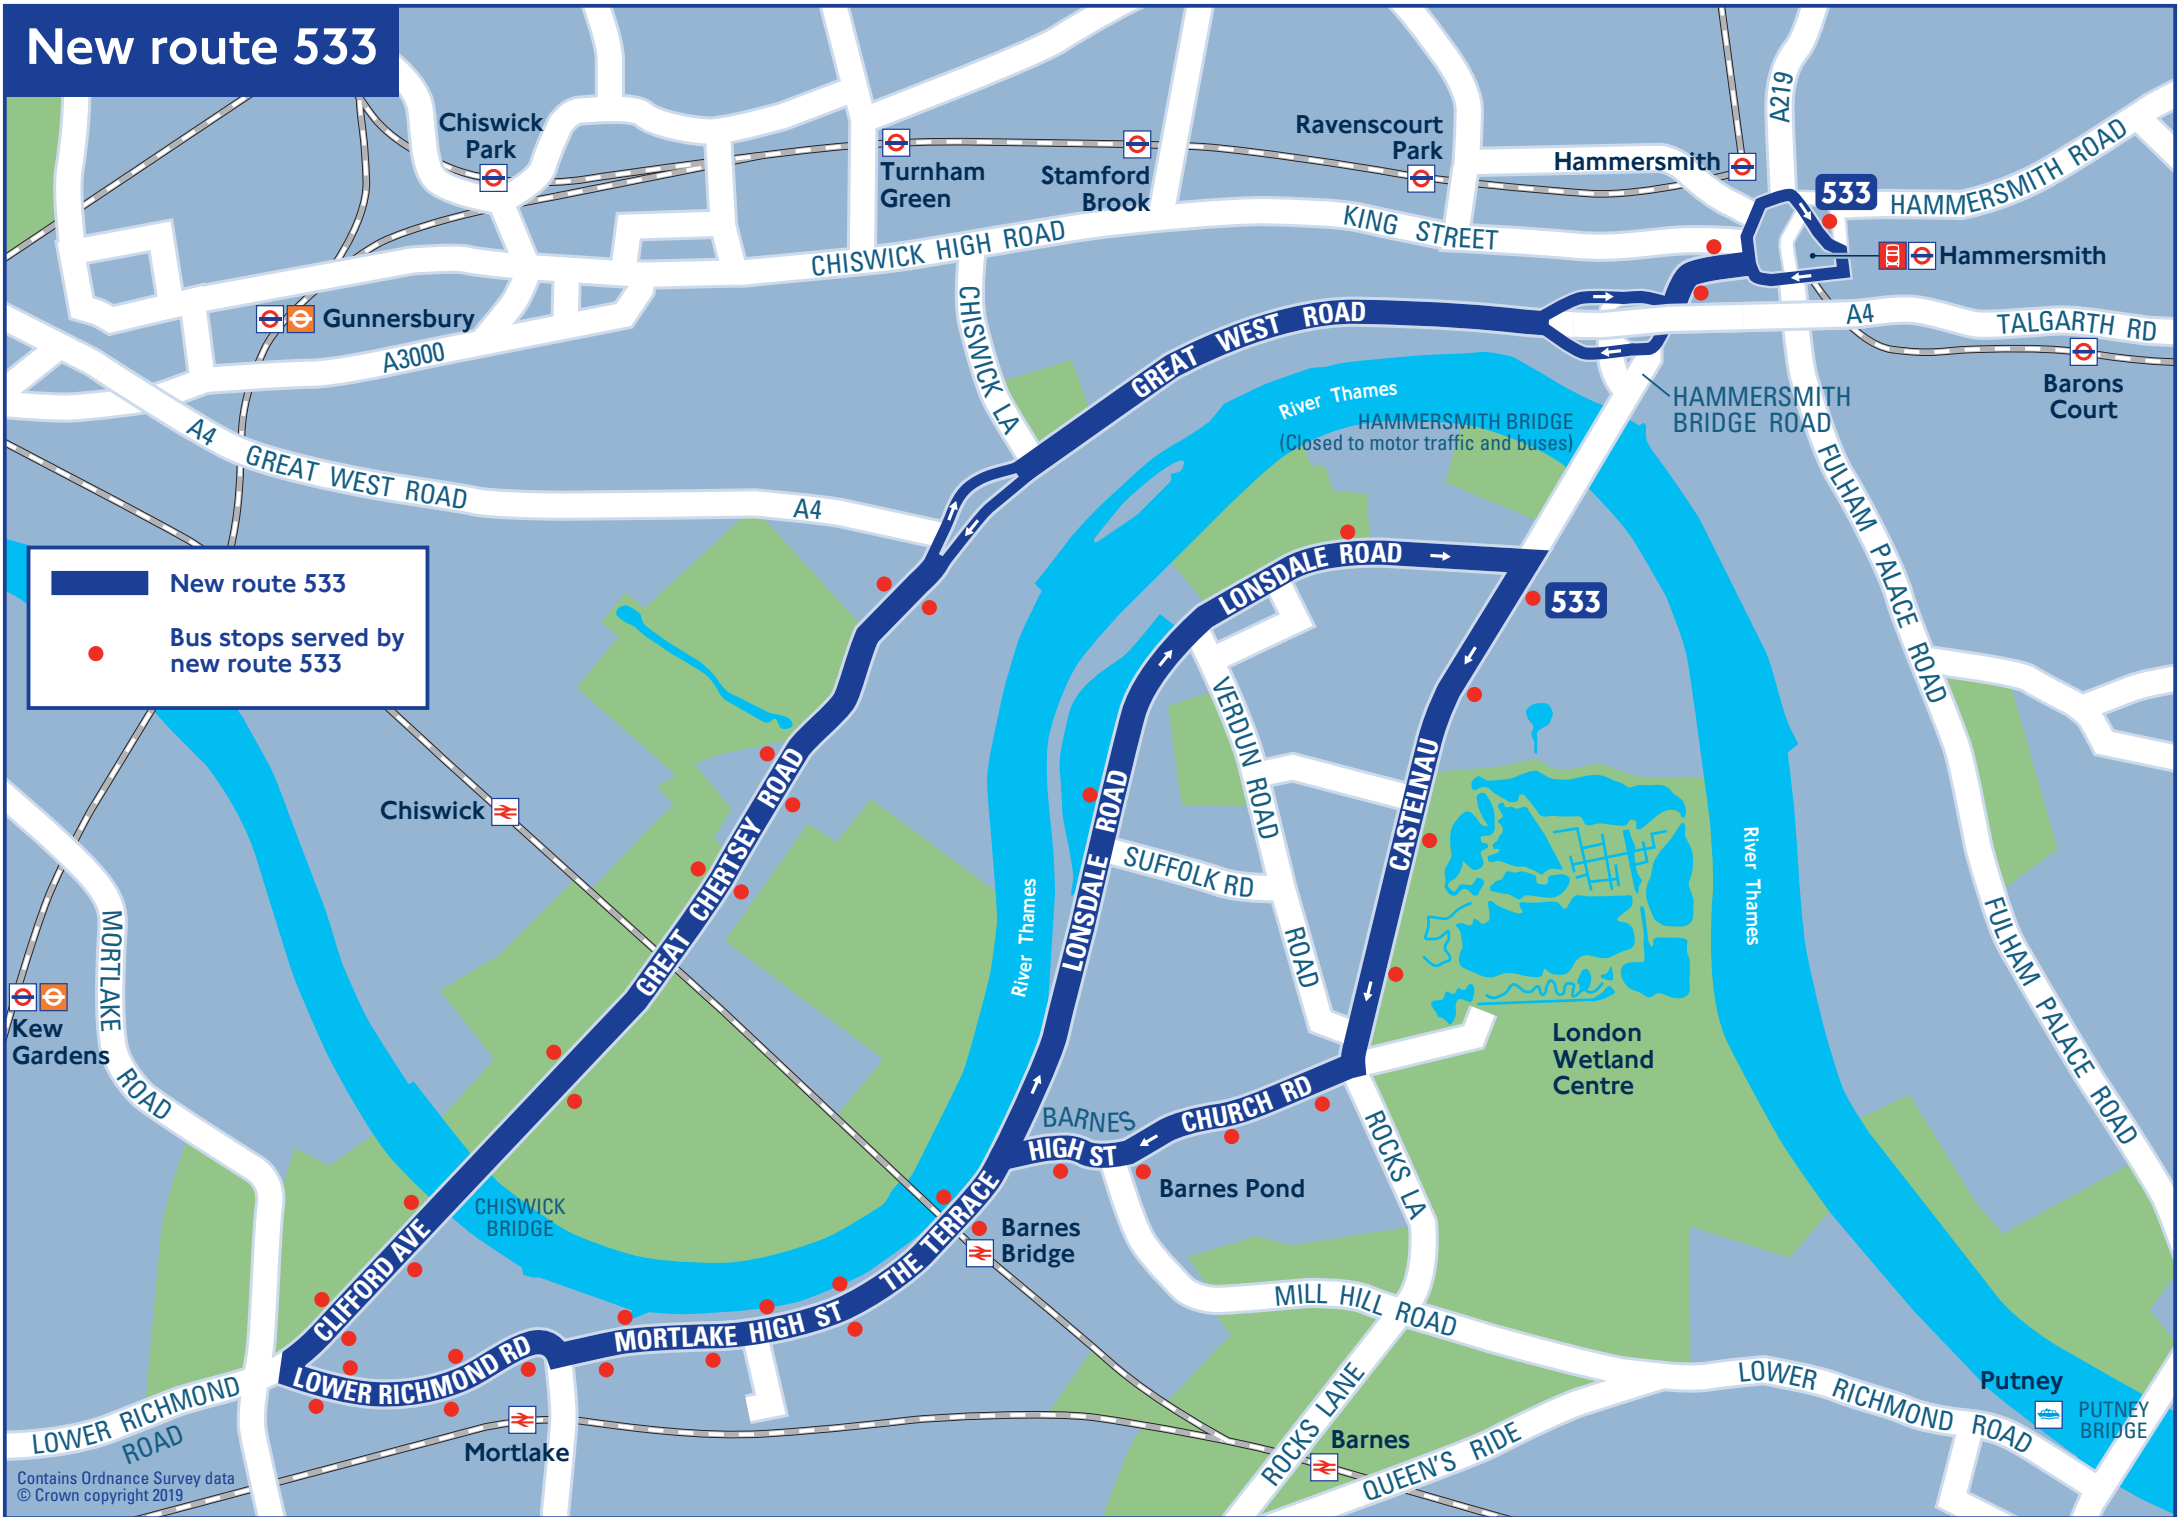 New route 533
Chiswick
Park
Turnham
Green
Stamford
Brook
Ravenscourt
Park
Hammersmith
A219
533
HAMMERSMITH ROAD
Hammersmith
KING STREET
CHISWICK HIGH ROAD
Gunnersbury
A3000
CHISWICK LA
GREAT WEST ROAD
A4
TALGARTH RD
Barons
Court
River Thames
HAMMERSMITH BRIDGE
(Closed to motor traffic and buses)
HAMMERSMITH
BRIDGE ROAD
A4
GREAT WEST ROAD
A4
FULHAM PALACE ROAD
New route 533
Bus stops served by
new route 533
LONSDALE ROAD
533
VERDUN ROAD
CASTELNAU
Chiswick
GREAT CHERTSEY ROAD
LONSDALE ROAD
SUFFOLK RD
ROAD
River Thames
River Thames
MORTLAKE
ROAD
Kew
Gardens
London
Wetland
Centre
FULHAM PALACE ROAD
BARNES
HIGH ST
CHURCH RD
ROCKS LA
Barnes Pond
CHISWICK
BRIDGE
CLIFFORD AVE
Barnes
Bridge
THE TERRACE
MORTLAKE HIGH ST
LOWER RICHMOND RD
MILL HILL ROAD
LOWER RICHMOND
ROAD
Mortlake
ROCKS LANE
Barnes
QUEEN'S RIDE
LOWER RICHMOND ROAD
Putney
PUTNEY
BRIDGE
Contains Ordnance Survey data
© Crown copyright 2019